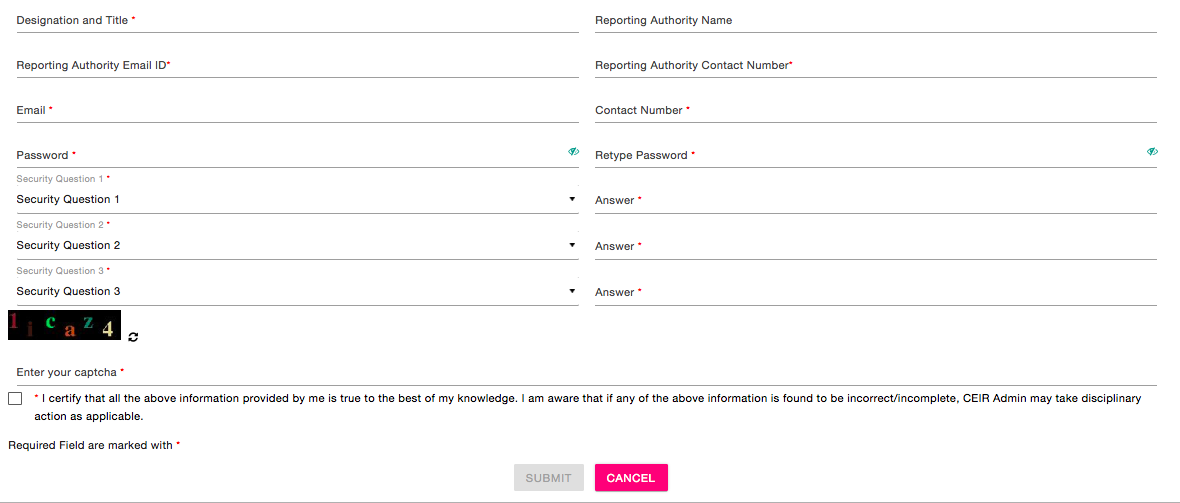 Designation and Title *
Reporting Authority Name
Reporting Authority Email ID*
Reporting Authority Contact Number*
Email *
Contact Number *
Password *
Retype Password *
Security Question 1 *
Security Question 1
Answer *
Security Question 2 *
Security Question 2
Answer *
Security Question 3 *
Security Question 3
Answer *
Enter your captcha *
* I certify that all the above information provided by me is true to the best of my knowledge. I am aware that if any of the above information is found to be incorrect/incomplete, CEIR Admin may take disciplinary
action as applicable.
Required Field are marked with *
SUBMIT
CANCEL